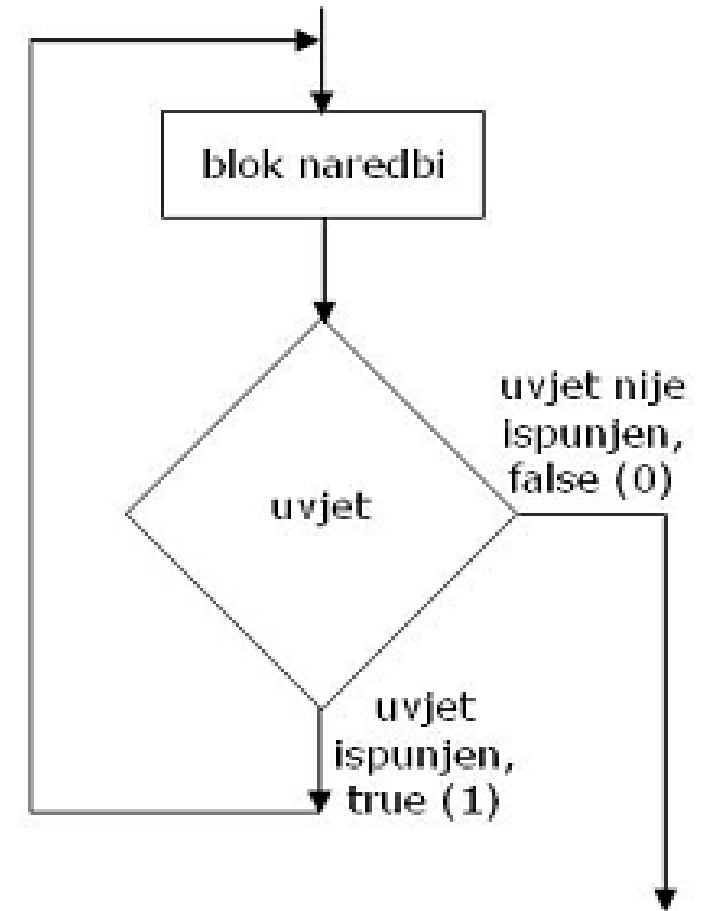 blok naredbi
uvjet nije
ispunjen,
false (0)
uvjet
uvjet
ispunjen,
true (1)